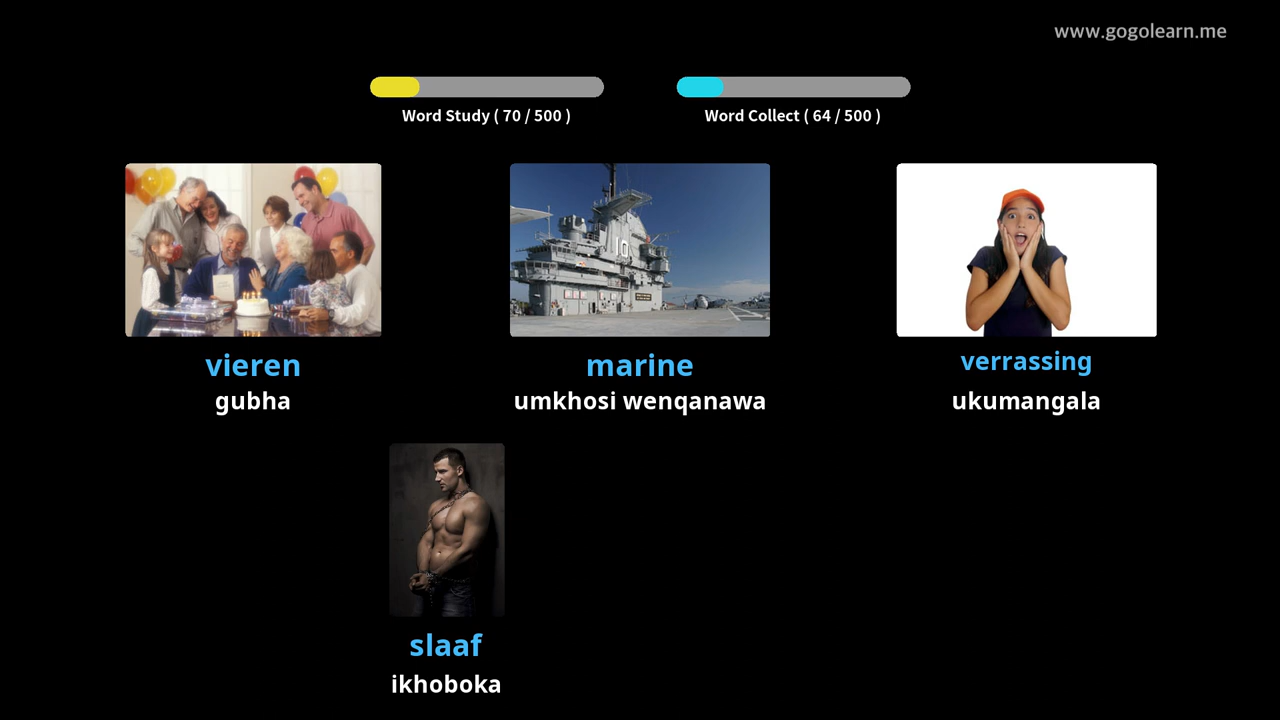 www.gogolearn.me
Word Study ( 70 / 500 )
Word Collect ( 64 / 500 )
10
vieren
gubha
marine
umkhosi wenqanawa
verrassing
ukumangala
slaaf
ikhoboka